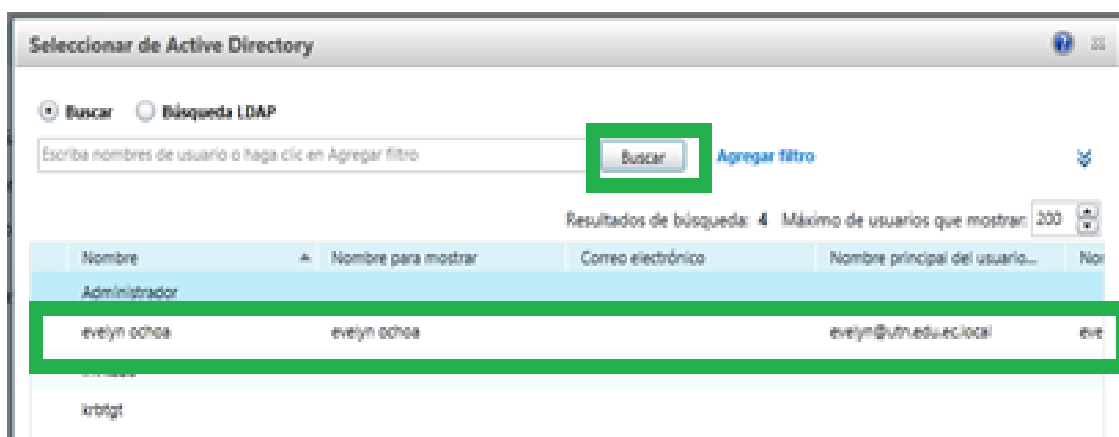 Seleccionar de Active Directory
Buscar Búsqueda LDAP
Escriba nombres de usuario o haga clic en Agregar filtro Buscar Agregar filtro
Resultados de búsqueda: 4 Máximo de usuarios que mostrar: 200
Nombre Nombre para mostrar Correo electrónico Nombre principal del usuario... Nor
Administrador
evelyn ochoa evelyn ochoa evelyn@utn.edu.ec.local eve
krbtgt